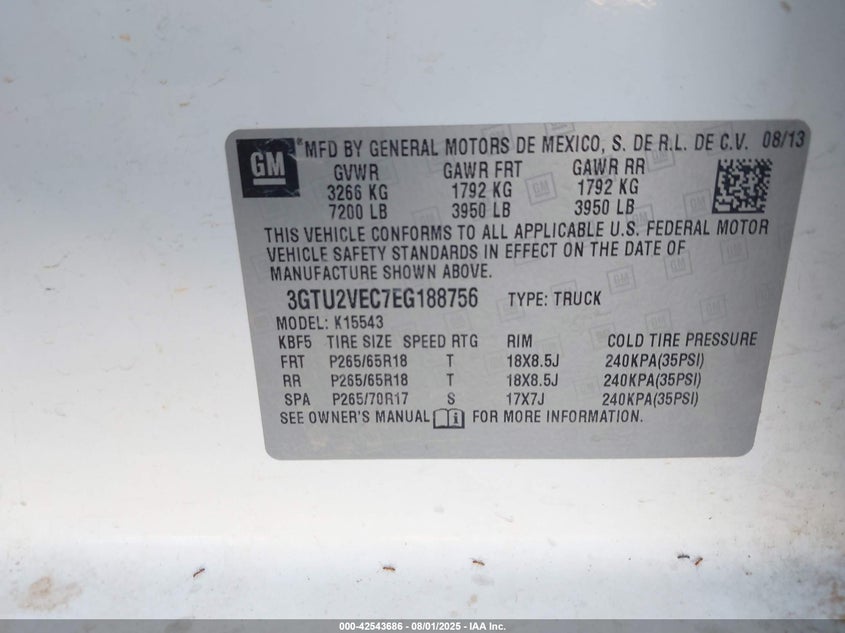 GM ® MFD BY GENERAL MOTORS DE MEXICO, S. DE R.L. DE C.V. 08/13
GVWR GAWR FRT GAWR RR
3266 KG 1792 KG 1792 KG
7200 LB 3950 LB 3950 LB
THIS VEHICLE CONFORMS TO ALL APPLICABLE U.S. FEDERAL MOTOR
VEHICLE SAFETY STANDARDS IN EFFECT ON THE DATE OF
MANUFACTURE SHOWN ABOVE.
3GTU2VEC7EG188756 TYPE: TRUCK
MODEL: K15543
KBF5 TIRE SIZE SPEED RTG RIM COLD TIRE PRESSURE
FRT P265/65R18 T 18X8.5J 240KPA(35PSI)
RR P265/65R18 T 18X8.5J 240KPA(35PSI)
SPA P265/70R17 S 17X7J 240KPA(35PSI)
SEE OWNER'S MANUAL i FOR MORE INFORMATION.
000-42543686 - 08/01/2025 - IAA Inc.